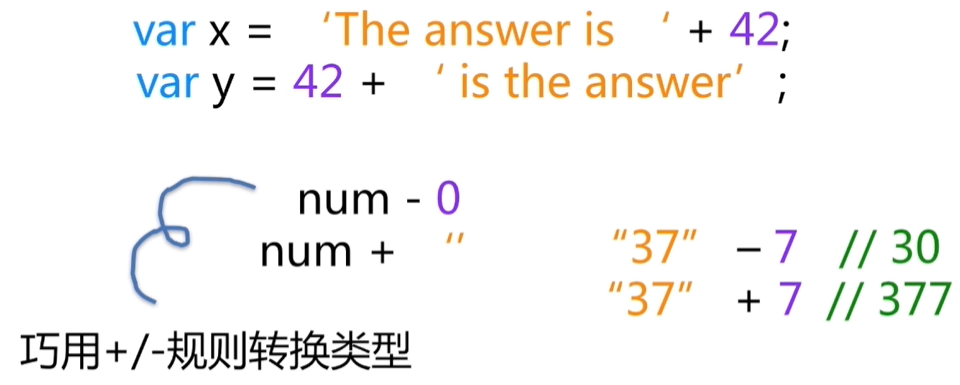 var x = ‘The answer is ‘ + 42;
var y = 42 + ‘ is the answer’ ;
num - 0
num + ‘’
“37” – 7 // 30
“37” + 7 // 377
巧用+/-规则转换类型